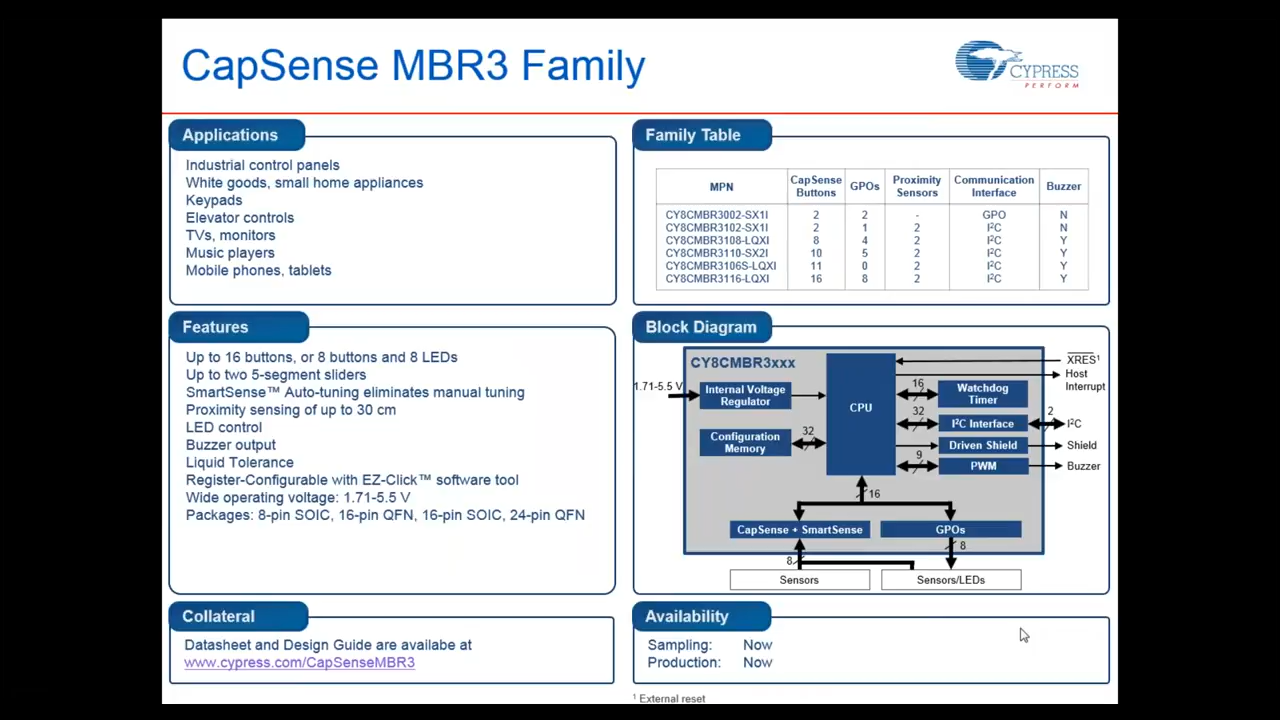 CapSense MBR3 Family
CYPRESS
PERFORM
Applications
Industrial control panels
White goods, small home appliances
Keypads
Elevator controls
TVs, monitors
Music players
Mobile phones, tablets
Family Table
MPN CapSense Buttons GPOs Proximity Sensors Communication Interface Buzzer
CY8CMBR3002-SX1I 2 2 - GPO N
CY8CMBR3102-SX1I 2 1 2 I²C N
CY8CMBR3108-LQXI 8 4 2 I²C Y
CY8CMBR3110-SX2I 10 5 2 I²C Y
CY8CMBR3106S-LQXI 11 0 2 I²C Y
CY8CMBR3116-LQXI 16 8 2 I²C Y
Features
Up to 16 buttons, or 8 buttons and 8 LEDs
Up to two 5-segment sliders
SmartSense™ Auto-tuning eliminates manual tuning
Proximity sensing of up to 30 cm
LED control
Buzzer output
Liquid Tolerance
Register-Configurable with EZ-Click™ software tool
Wide operating voltage: 1.71-5.5 V
Packages: 8-pin SOIC, 16-pin QFN, 16-pin SOIC, 24-pin QFN
Block Diagram
CY8CMBR3xxx
1.71-5.5 V
Internal Voltage
Regulator
Configuration
Memory
32
CPU
XRES¹
Host
Interrupt
16
Watchdog
Timer
32
I²C Interface
2
I²C
Driven Shield
Shield
9
PWM
Buzzer
16
CapSense + SmartSense
GPOs
8
8
Sensors
Sensors/LEDs
Collateral
Datasheet and Design Guide are availabe at
www.cypress.com/CapSenseMBR3
Availability
Sampling: Now
Production: Now
¹ External reset